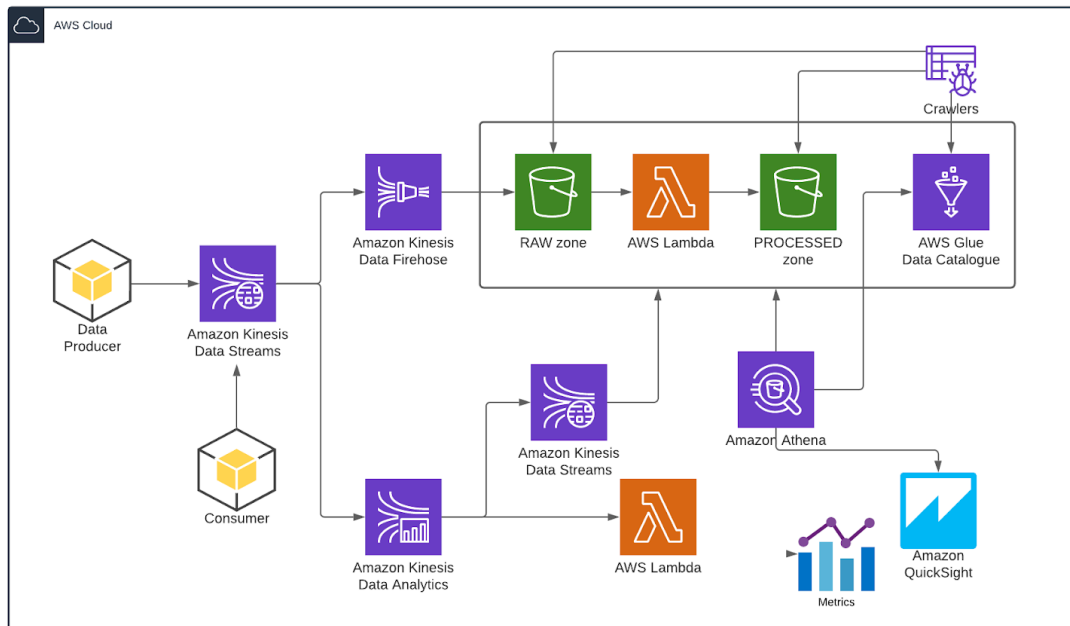 AWS Cloud
Crawlers
RAW zone
AWS Lambda
PROCESSED
zone
AWS Glue
Data Catalogue
Amazon Kinesis
Data Firehose
Data
Producer
Amazon Kinesis
Data Streams
Amazon Athena
Amazon Kinesis
Data Streams
Consumer
Amazon Kinesis
Data Analytics
AWS Lambda
Amazon
QuickSight
Metrics